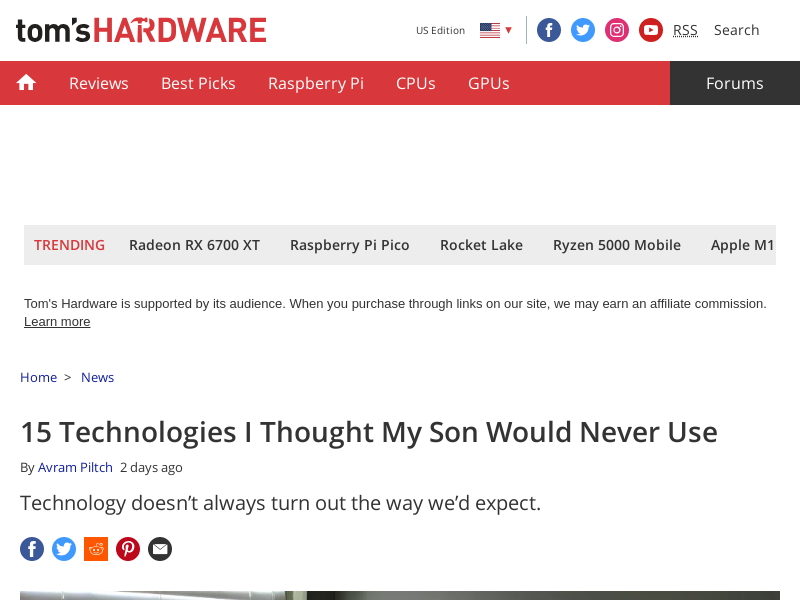 tom's HARDWARE
US Edition
RSS
Search
Reviews
Best Picks
Raspberry Pi
CPUs
GPUs
Forums
TRENDING
Radeon RX 6700 XT
Raspberry Pi Pico
Rocket Lake
Ryzen 5000 Mobile
Apple M1
Tom's Hardware is supported by its audience. When you purchase through links on our site, we may earn an affiliate commission.
Learn more
Home > News
15 Technologies I Thought My Son Would Never Use
By Avram Piltch 2 days ago
Technology doesn’t always turn out the way we’d expect.